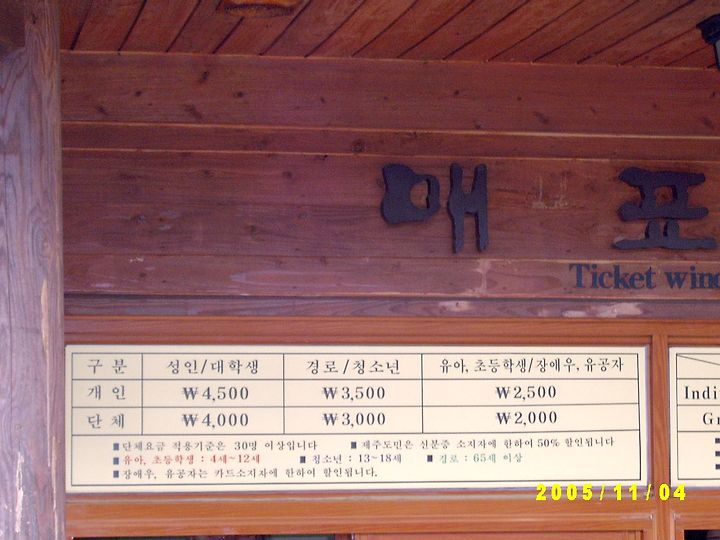 매 표
Ticket wind
구 분 성인/대학생 경로/청소년 유아, 초등학생/장애우, 유공자
개 인 ₩4,500 ₩3,500 ₩2,500
단 체 ₩4,000 ₩3,000 ₩2,000
■단체요금 적용기준은 30명 이상입니다 ■제주도민은 신분증 소지자에 한하여 50% 할인됩니다
■유아, 초등학생 : 4세~12세 ■청소년 : 13~18세 ■경로 : 65세 이상
■장애우, 유공자는 카드소지자에 한하여 할인됩니다.
Indi
Gr
2005/11/04